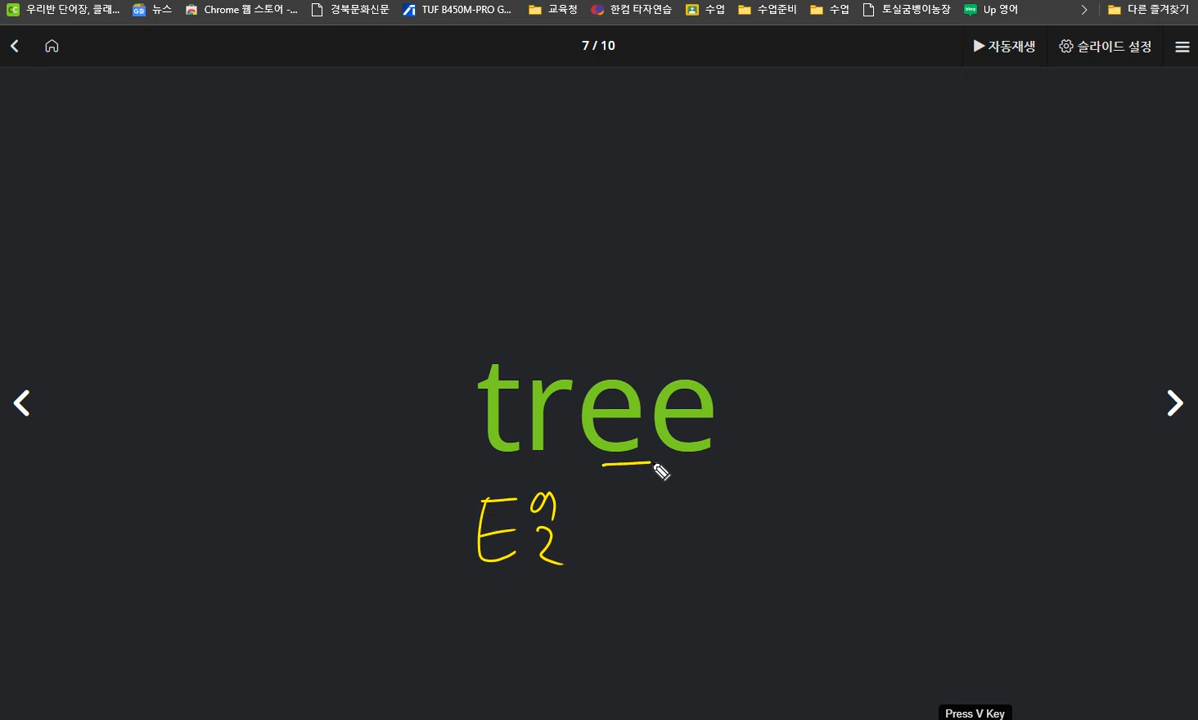 우리반 단어장, 클래... 뉴스 Chrome 웹 스토어 -... 경북문화신문 TUF B450M-PRO G... 교육청 한컴 타자연습 수업 수업준비 수업 토실굼벵이농장 Up 영어 다른 즐겨찾기
7 / 10 자동재생 슬라이드 설정
tree
Press V Key